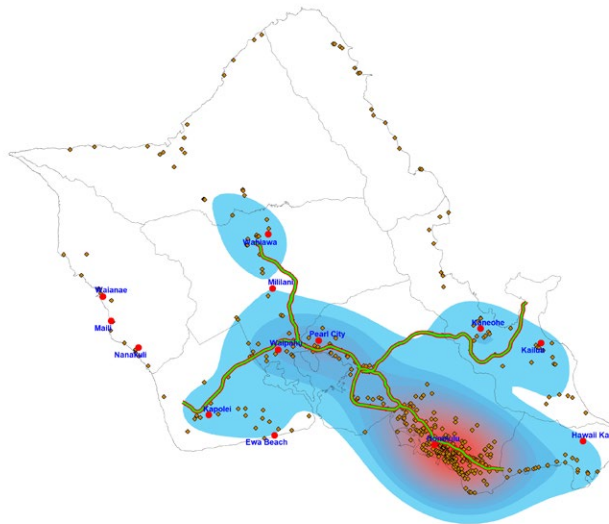 Wahiawa
Mililani
Waianae
Maili
Nanakuli
Waipahu
Pearl City
Kaneohe
Kailua
Kapolei
Ewa Beach
Honolulu
Hawaii Ka